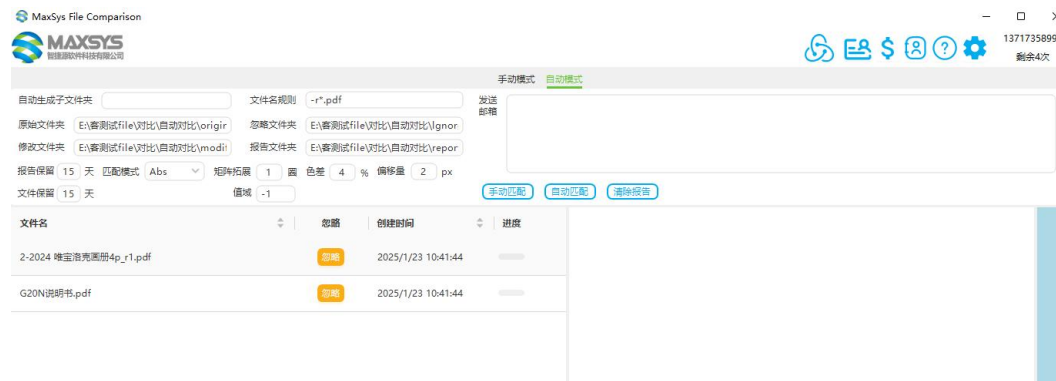 MaxSys File Comparison
MAXSYS
智捷源软件科技有限公司
1371735899
剩余4次
手动模式 自动模式
自动生成子文件夹 文件名规则 -r*.pdf 发送邮箱
原始文件夹 E:\客测试file\对比\自动对比\origir 忽略文件夹 E:\客测试file\对比\自动对比\Ignor
修改文件夹 E:\客测试file\对比\自动对比\modif 报告文件夹 E:\客测试file\对比\自动对比\repor
报告保留 15 天 匹配模式 Abs 矩阵拓展 1 圆 色差 4 % 偏移量 2 px
文件保留 15 天 值域 -1 手动匹配 自动匹配 清除报告
文件名 忽略 创建时间 进度
2-2024 唯宝洛克画册4p_r1.pdf 忽略 2025/1/23 10:41:44
G20N说明书.pdf 忽略 2025/1/23 10:41:44